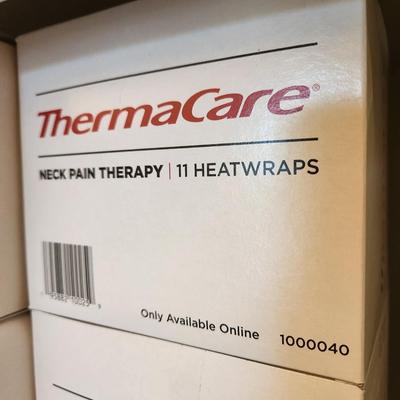 ThermaCare®
NECK PAIN THERAPY | 11 HEATWRAPS
Only Available Online 1000040